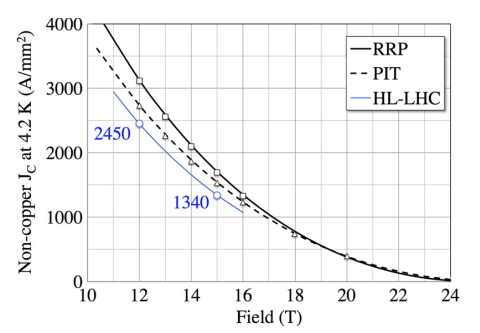 4000
3000
2000
1000
0
Non-copper J_C at 4.2 K (A/mm²)
RRP
PIT
HL-LHC
2450
1340
10 12 14 16 18 20 22 24
Field (T)